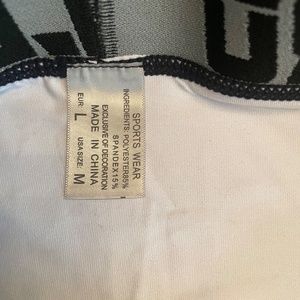 SPORTS WEAR
INGREDIENTS: POLYESTER85%
SPANDEX15%
EXCLUSIVE OF DECORATION
MADE IN CHINA
EUR: L USA SIZE: M